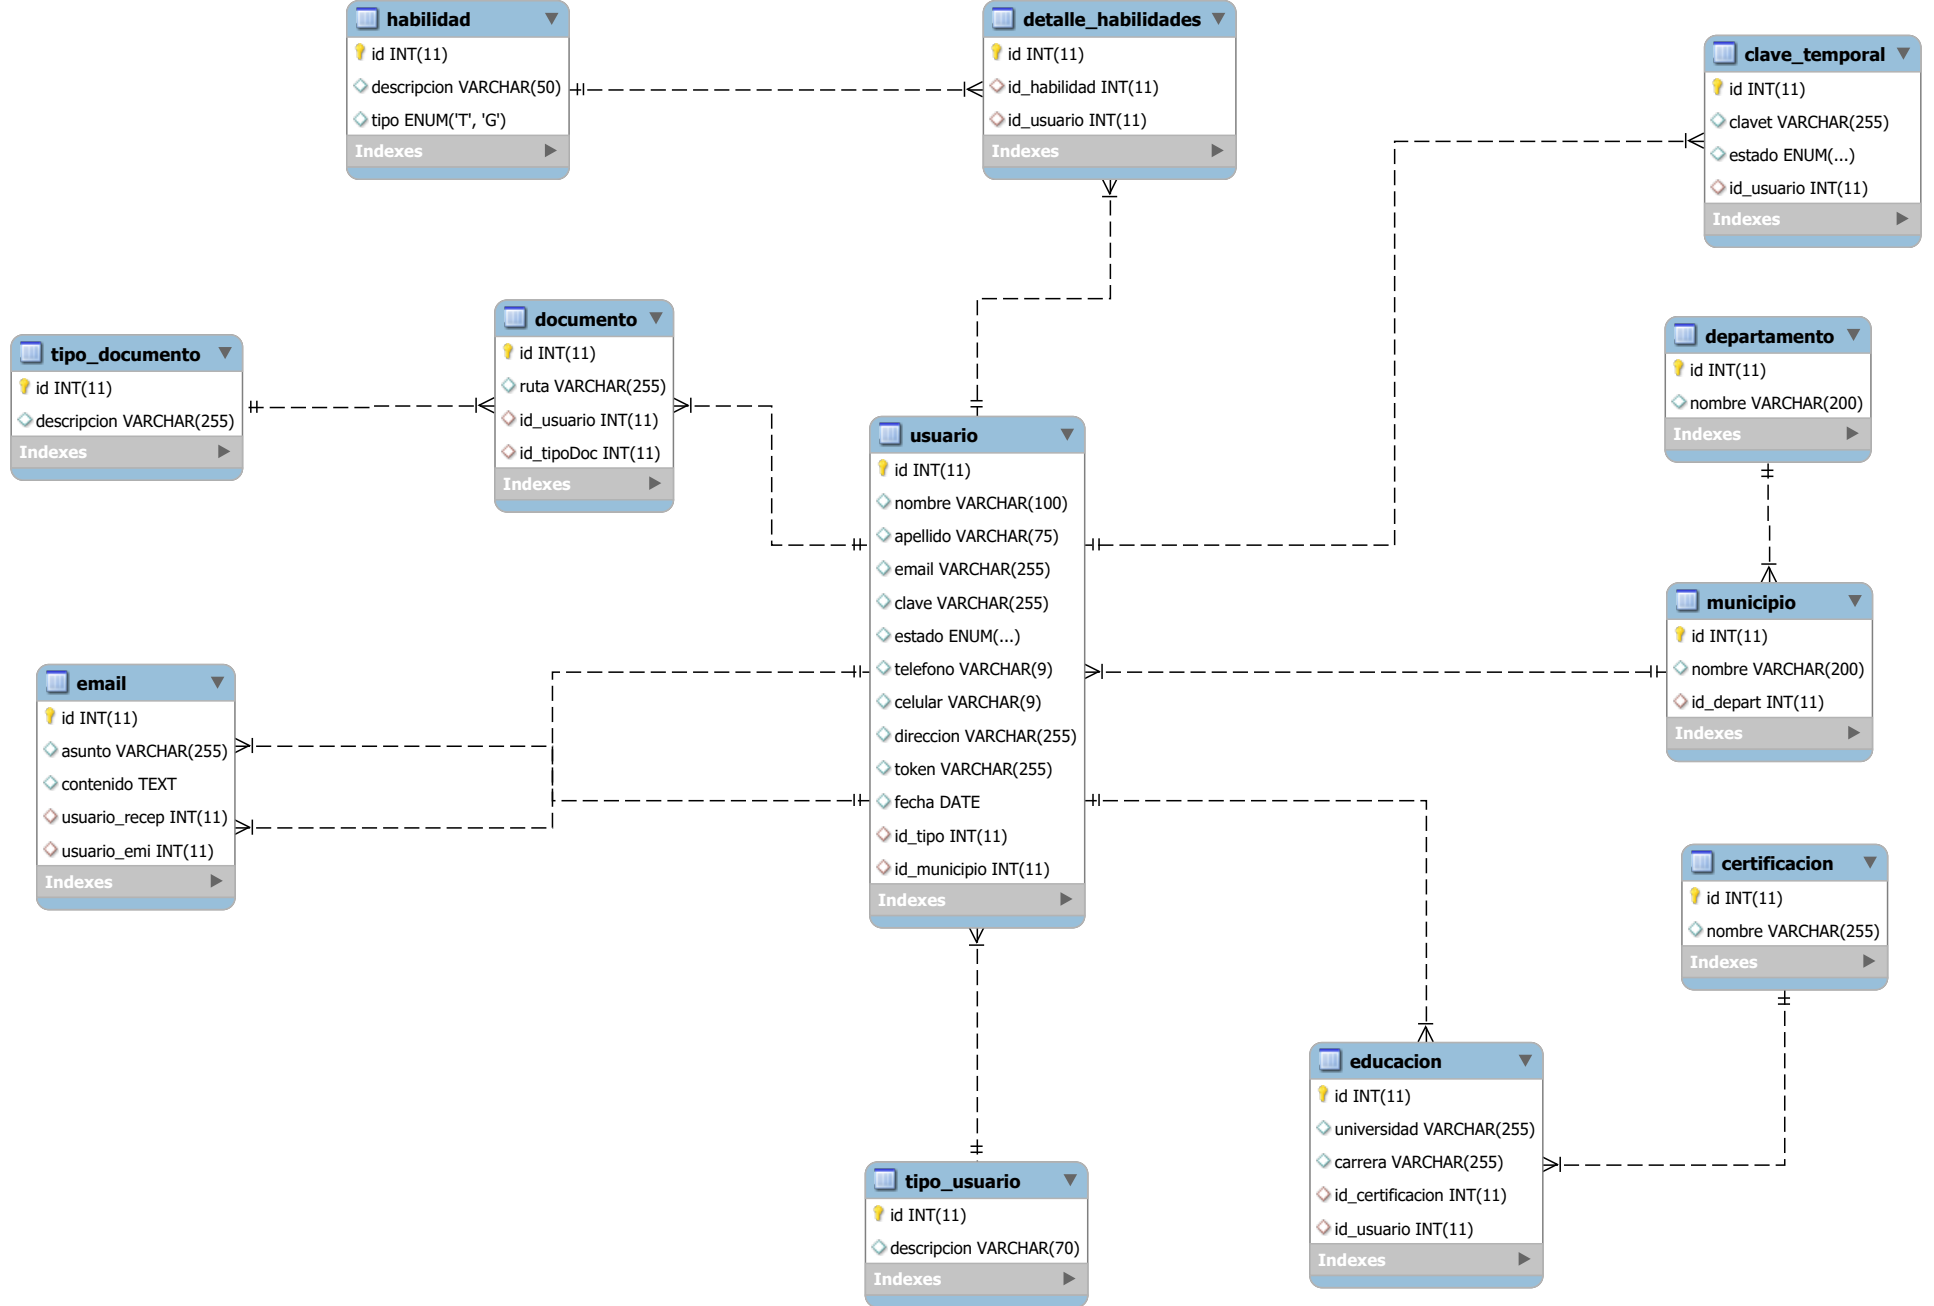 habilidad
id INT(11)
descripcion VARCHAR(50)
tipo ENUM('T', 'G')
Indexes
detalle_habilidades
id INT(11)
id_habilidad INT(11)
id_usuario INT(11)
Indexes
clave_temporal
id INT(11)
clavet VARCHAR(255)
estado ENUM(...)
id_usuario INT(11)
Indexes
tipo_documento
id INT(11)
descripcion VARCHAR(255)
Indexes
documento
id INT(11)
ruta VARCHAR(255)
id_usuario INT(11)
id_tipoDoc INT(11)
Indexes
departamento
id INT(11)
nombre VARCHAR(200)
Indexes
usuario
id INT(11)
nombre VARCHAR(100)
apellido VARCHAR(75)
email VARCHAR(255)
clave VARCHAR(255)
estado ENUM(...)
telefono VARCHAR(9)
celular VARCHAR(9)
direccion VARCHAR(255)
token VARCHAR(255)
fecha DATE
id_tipo INT(11)
id_municipio INT(11)
Indexes
municipio
id INT(11)
nombre VARCHAR(200)
id_depart INT(11)
Indexes
email
id INT(11)
asunto VARCHAR(255)
contenido TEXT
usuario_recep INT(11)
usuario_emi INT(11)
Indexes
certificacion
id INT(11)
nombre VARCHAR(255)
Indexes
educacion
id INT(11)
universidad VARCHAR(255)
carrera VARCHAR(255)
id_certificacion INT(11)
id_usuario INT(11)
Indexes
tipo_usuario
id INT(11)
descripcion VARCHAR(70)
Indexes